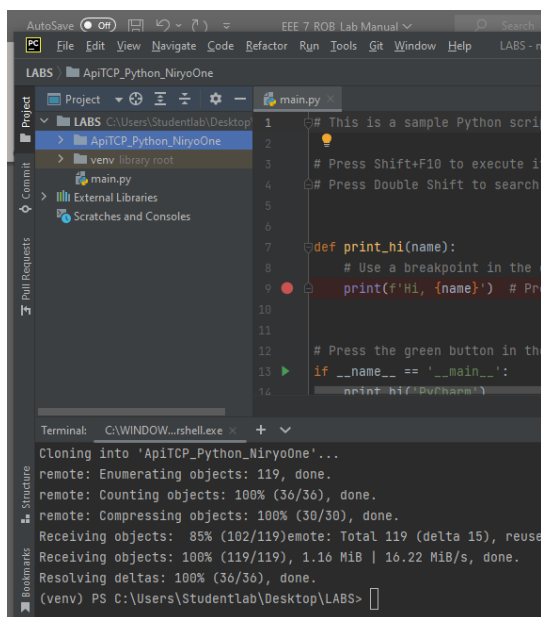 AutoSave Off EEE 7 ROB Lab Manual Search
PC File Edit View Navigate Code Refactor Run Tools Git Window Help LABS - m
LABS ApiTCP_Python_NiryoOne
Project main.py
LABS C:\Users\Studentlab\Desktop
ApiTCP_Python_NiryoOne
venv library root
main.py
External Libraries
Scratches and Consoles
Project
Commit
Pull Requests
Structure
Bookmarks
1 # This is a sample Python scrip
2
3 # Press Shift+F10 to execute i
4 # Press Double Shift to search
5
6
7 def print_hi(name):
8 # Use a breakpoint in the
9 print(f'Hi, {name}') # Pr
10
11
12 # Press the green button in th
13 if __name__ == '__main__':
14 print_hi('PyCharm')
Terminal: C:\WINDOW...rshell.exe
Cloning into 'ApiTCP_Python_NiryoOne'...
remote: Enumerating objects: 119, done.
remote: Counting objects: 100% (36/36), done.
remote: Compressing objects: 100% (30/30), done.
Receiving objects: 85% (102/119)emote: Total 119 (delta 15), reuse
Receiving objects: 100% (119/119), 1.16 MiB | 16.22 MiB/s, done.
Resolving deltas: 100% (36/36), done.
(venv) PS C:\Users\Studentlab\Desktop\LABS>